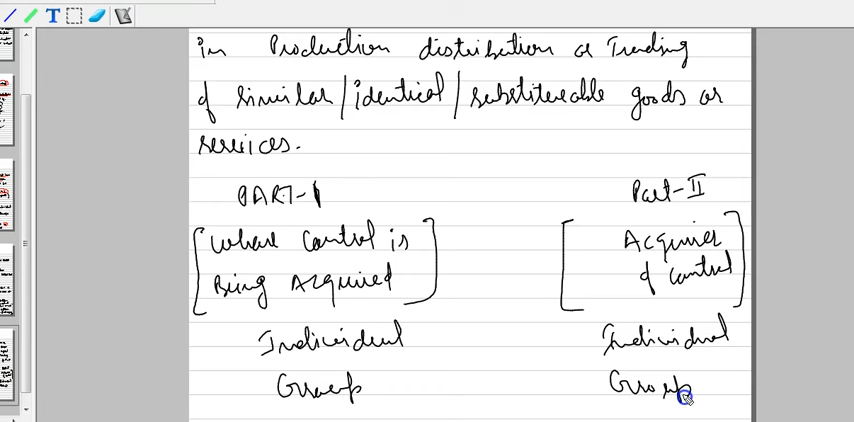 in Production distribution or Trading
of similar/identical/substituteable goods or
services.
PART-1 Part-II
Where Control is Acquirer
Being Acquired of control
Individual Individual
Group Group